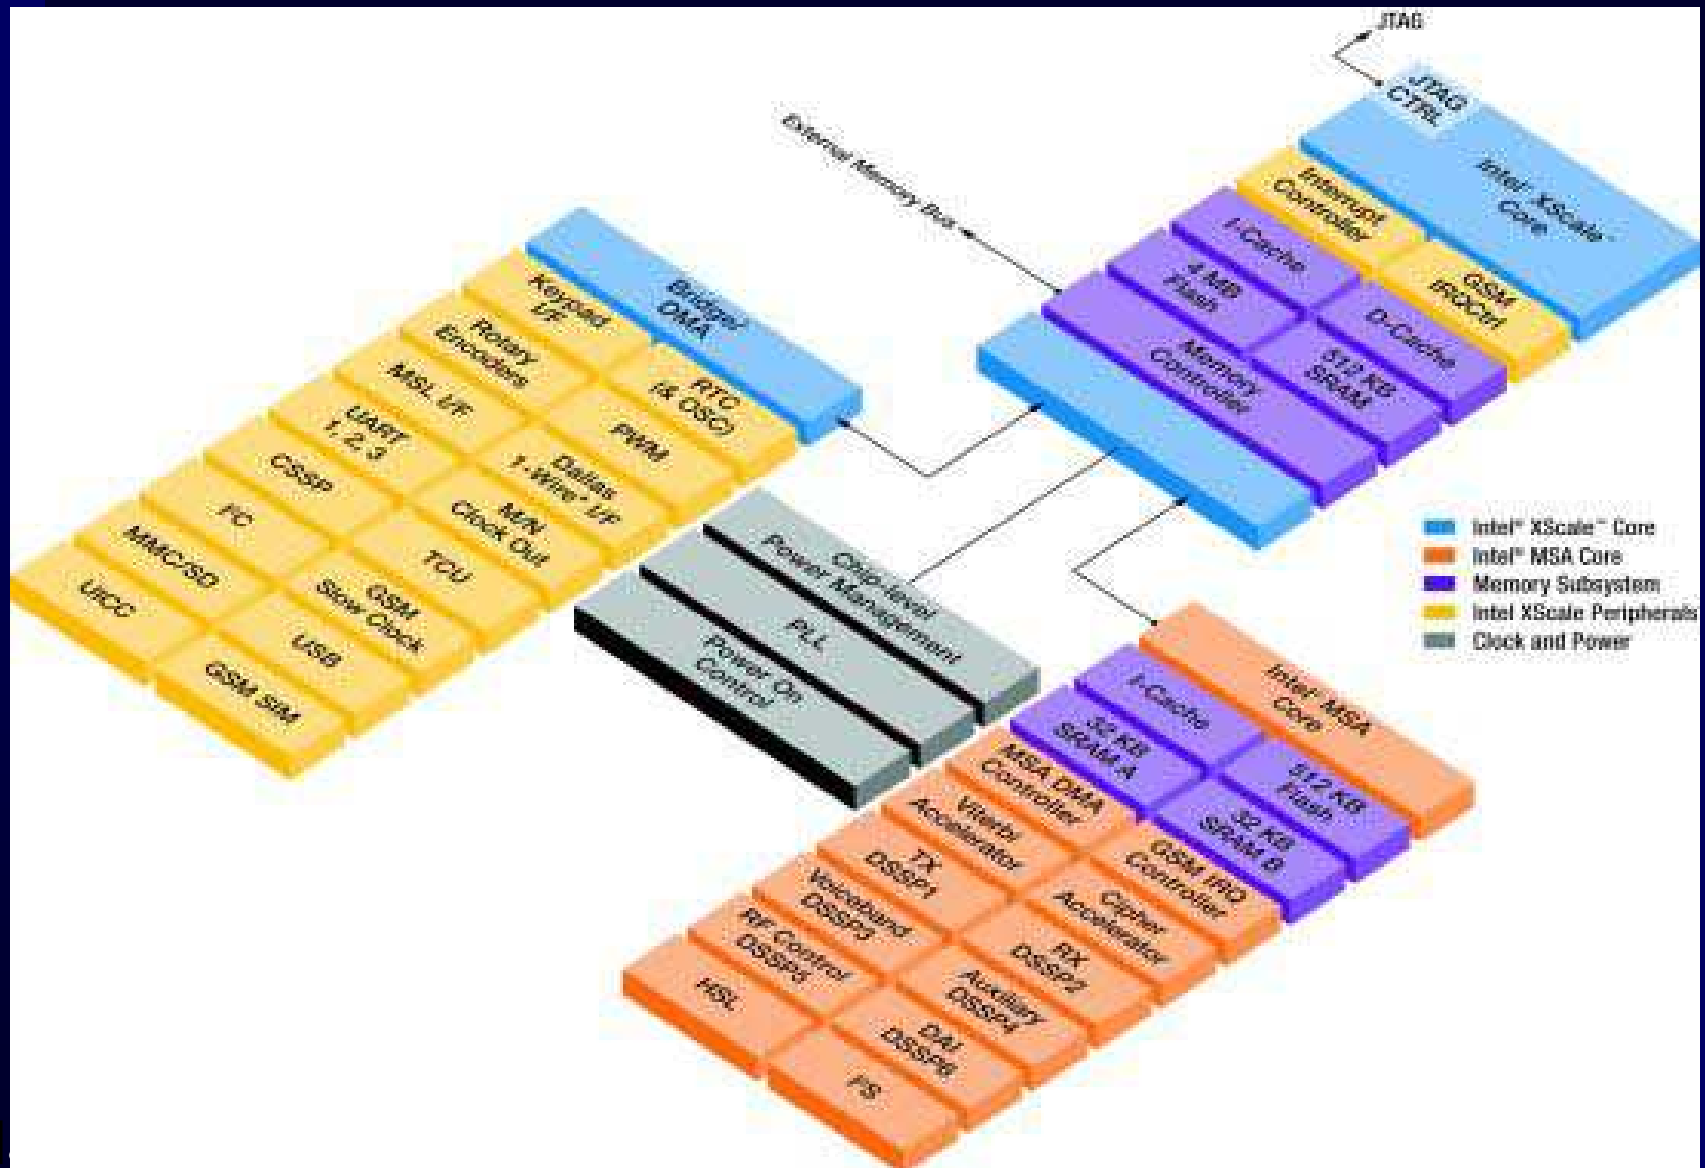 JTAG
JTAG
CTRL
Intel® XScale™
Core
External Memory Bus
Interrupt
Controller
GSM
IRQCtrl
I-Cache
D-Cache
4 MB
Flash
512 KB
SRAM
Memory
Controller
Bridge/
DMA
Keypad
I/F
RTC
(& OSC)
Rotary
Encoders
PWM
MSL I/F
Dallas
1-Wire® I/F
UART
1, 2, 3
M/N
Clock Out
CSSP
TCU
I²C
GSM
Slow Clock
MMC/SD
USB
UICC
GSM SIM
Chip-level
Power Management
PLL
Power On
Control
Intel® XScale™ Core
Intel® MSA Core
Memory Subsystem
Intel XScale Peripherals
Clock and Power
Intel® MSA
Core
I-Cache
512 KB
Flash
32 KB
SRAM A
32 KB
SRAM B
MSA DMA
Controller
GSM IRQ
Controller
Viterbi
Accelerator
Cipher
Accelerator
TX
DSSP1
RX
DSSP2
Voiceband
DSSP3
Auxiliary
DSSP4
RF Control
DSSP5
DAI
DSSP6
HSL